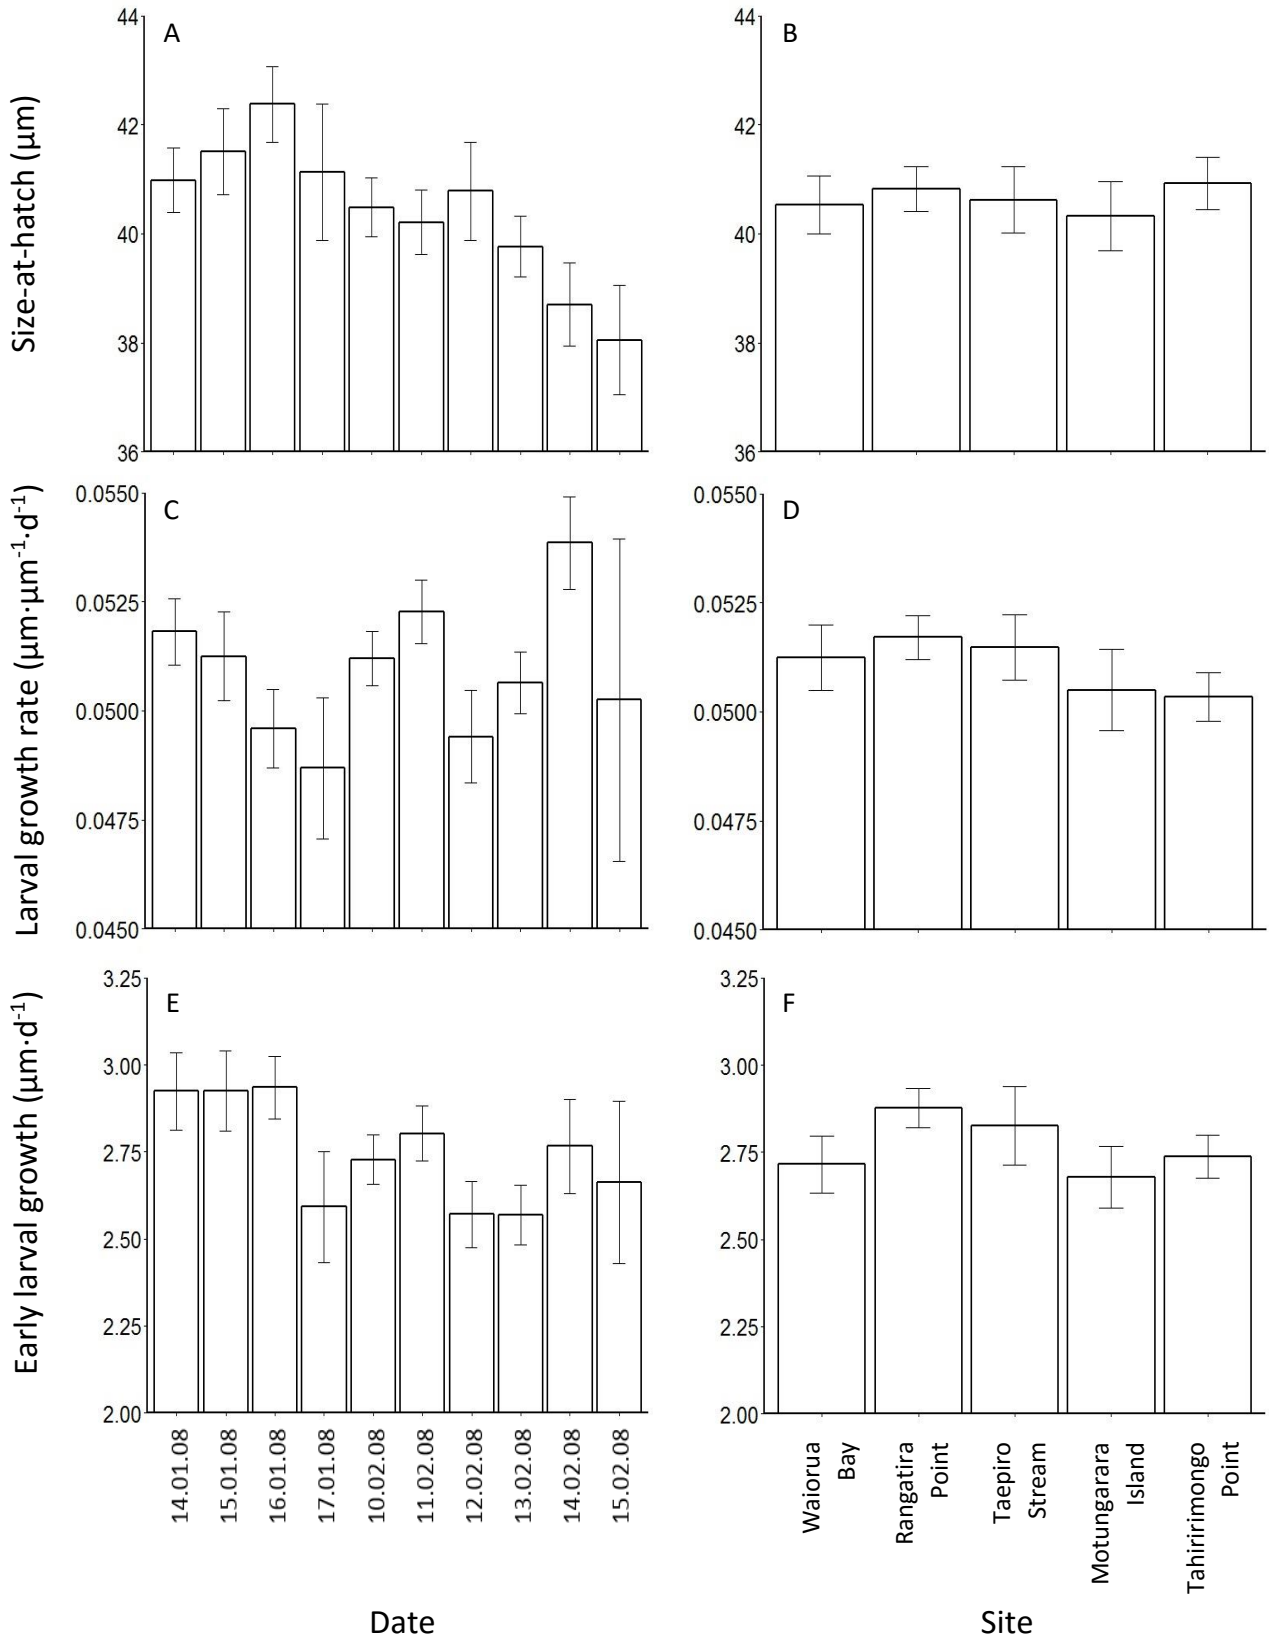 A
B
44
42
40
38
36
44
42
40
38
36
Size-at-hatch (µm)
C
D
0.0550
0.0525
0.0500
0.0475
0.0450
0.0550
0.0525
0.0500
0.0475
0.0450
Larval growth rate (µm·µm⁻¹·d⁻¹)
E
F
3.25
3.00
2.75
2.50
2.25
2.00
3.25
3.00
2.75
2.50
2.25
2.00
Early larval growth (µm·d⁻¹)
14.01.08
15.01.08
16.01.08
17.01.08
10.02.08
11.02.08
12.02.08
13.02.08
14.02.08
15.02.08
Waiorua
Bay
Rangatira
Point
Taepiro
Stream
Motungarara
Island
Tahiririmongo
Point
Date
Site